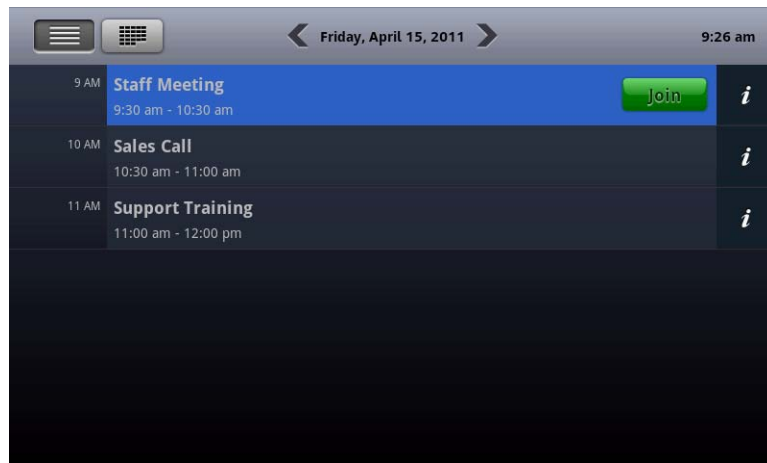 Friday, April 15, 2011
9:26 am
9 AM
Staff Meeting
9:30 am - 10:30 am
Join
i
10 AM
Sales Call
10:30 am - 11:00 am
i
11 AM
Support Training
11:00 am - 12:00 pm
i